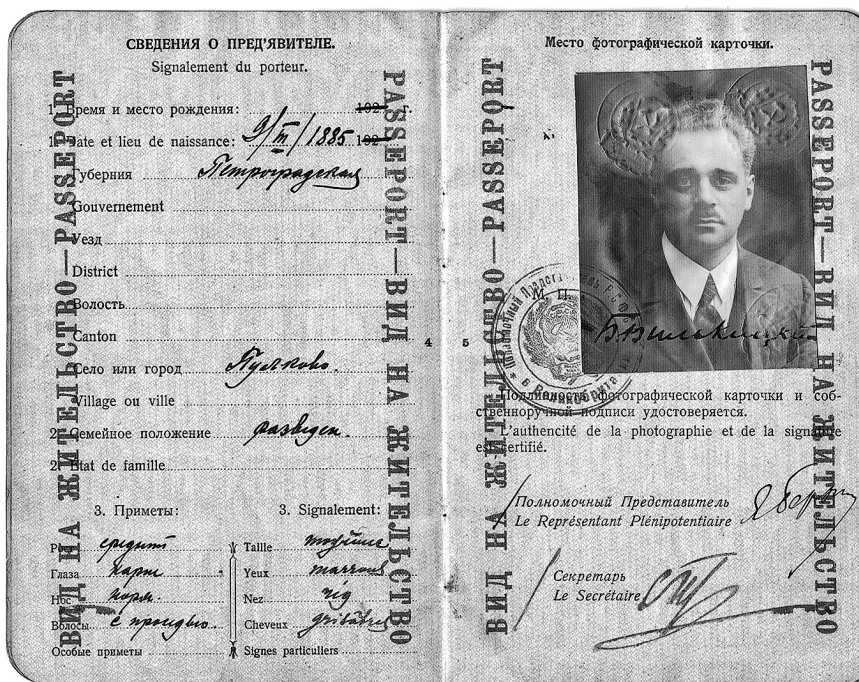 СВЕДЕНИЯ О ПРЕД'ЯВИТЕЛЕ.
Signalement du porteur.
1. Время и место рождения: 192 г.
1. Date et lieu de naissance: 9/III/1885 192
Губерния Петроградская
Gouvernement
Уезд
District
Волость
Canton
Село или город Пулково.
Village ou ville
2. Семейное положение разведен.
2. Etat de famille
3. Приметы:
3. Signalement:
Рост средний
Taille moyenne
Глаза карие
Yeux marrons
Нос норм.
Nez
Волосы с проседью.
Cheveux
Особые приметы
Signes particuliers
ВИД НА ЖИТЕЛЬСТВО—PASSEPORT
PASSEPORT—ВИД НА ЖИТЕЛЬСТВО
4
5
Место фотографической карточки.
М. П.
Подлинность фотографической карточки и соб-
ственноручной подписи удостоверяется.
L'authencité de la photographie et de la signature
est certifié.
Полномочный Представитель
Le Représentant Plénipotentiaire
Секретарь
Le Secrétaire
ВИД НА ЖИТЕЛЬСТВО—PASSEPORT
PASSEPORT—ВИД НА ЖИТЕЛЬСТВО